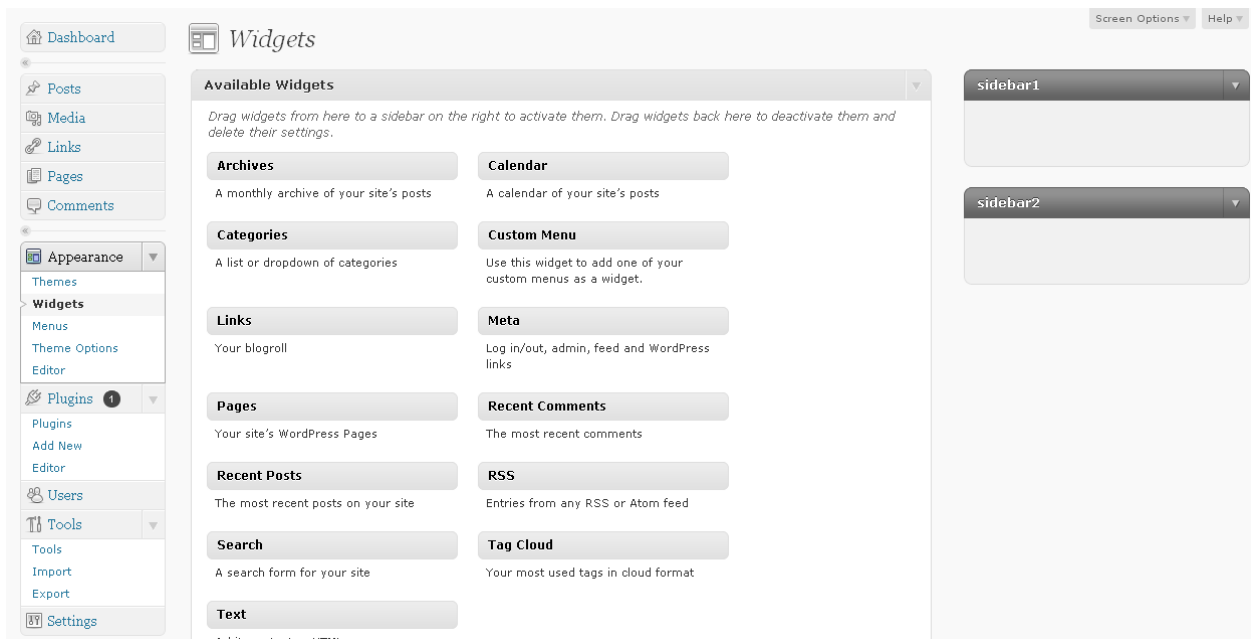 Screen Options
Help
Dashboard
Posts
Media
Links
Pages
Comments
Appearance
Themes
Widgets
Menus
Theme Options
Editor
Plugins 1
Plugins
Add New
Editor
Users
Tools
Tools
Import
Export
Settings
Widgets
Available Widgets
Drag widgets from here to a sidebar on the right to activate them. Drag widgets back here to deactivate them and
delete their settings.
Archives
A monthly archive of your site's posts
Calendar
A calendar of your site's posts
Categories
A list or dropdown of categories
Custom Menu
Use this widget to add one of your
custom menus as a widget.
Links
Your blogroll
Meta
Log in/out, admin, feed and WordPress
links
Pages
Your site's WordPress Pages
Recent Comments
The most recent comments
Recent Posts
The most recent posts on your site
RSS
Entries from any RSS or Atom feed
Search
A search form for your site
Tag Cloud
Your most used tags in cloud format
Text
sidebar1
sidebar2